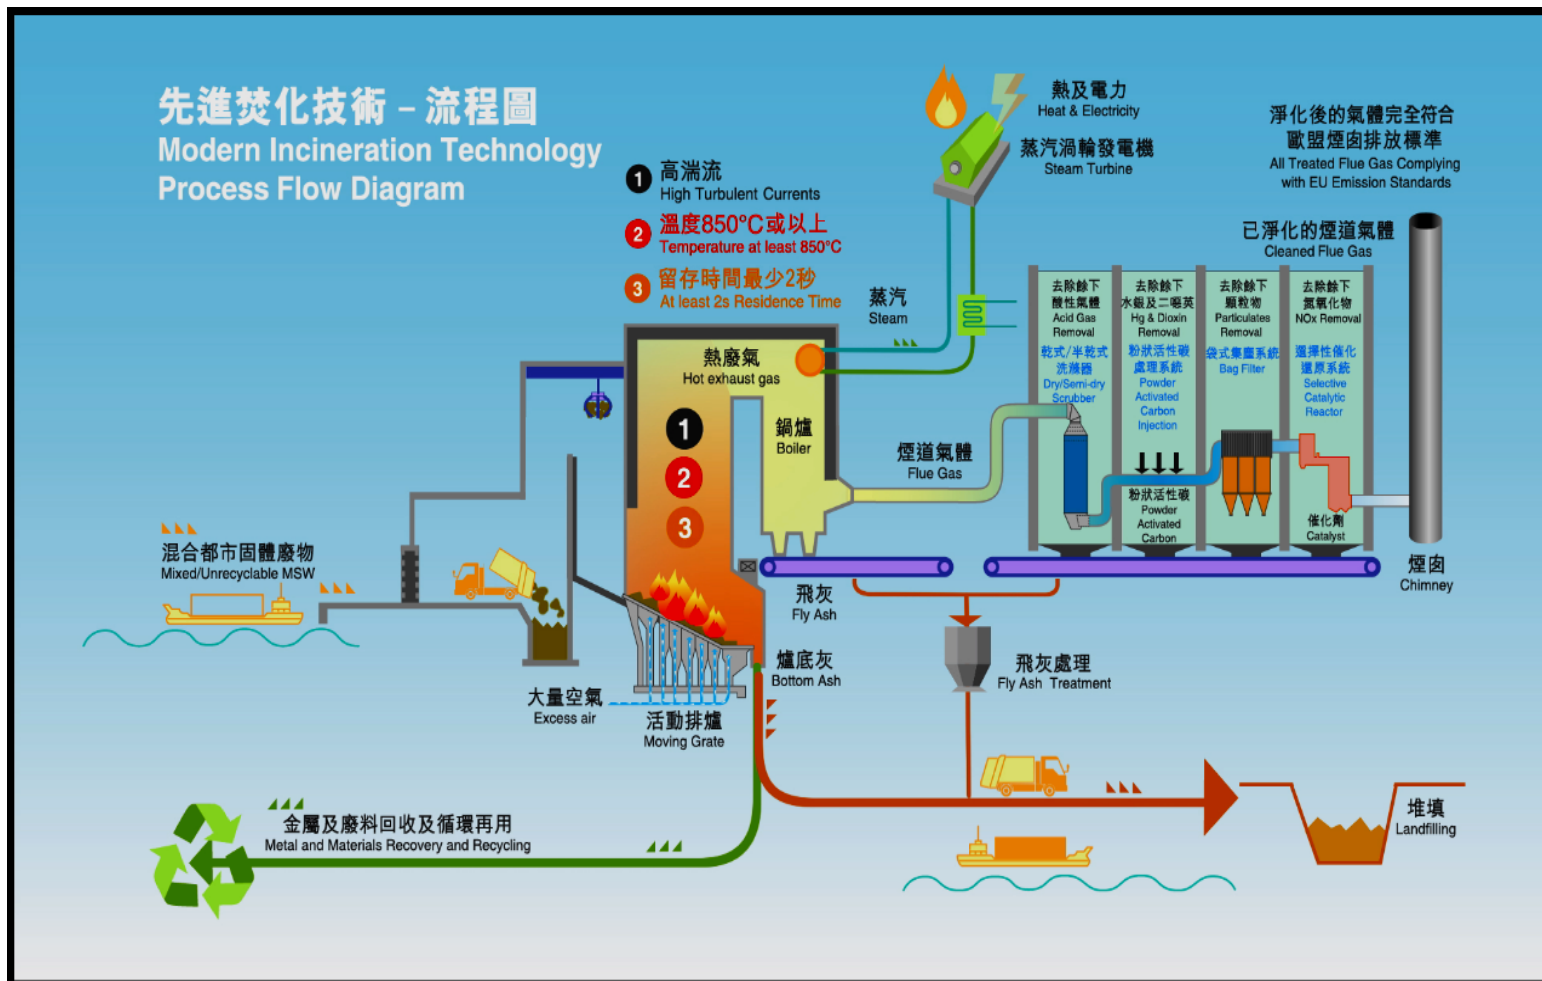 先進焚化技術 – 流程圖
Modern Incineration Technology
Process Flow Diagram
1 高湍流
High Turbulent Currents
2 溫度850°C或以上
Temperature at least 850°C
3 留存時間最少2秒
At least 2s Residence Time
熱及電力
Heat & Electricity
蒸汽渦輪發電機
Steam Turbine
淨化後的氣體完全符合
歐盟煙囪排放標準
All Treated Flue Gas Complying
with EU Emission Standards
已淨化的煙道氣體
Cleaned Flue Gas
蒸汽
Steam
去除餘下
酸性氣體
Acid Gas
Removal
乾式/半乾式
洗滌器
Dry/Semi-dry
Scrubber
去除餘下
水銀及二噁英
Hg & Dioxin
Removal
粉狀活性碳
處理系統
Powder
Activated
Carbon
Injection
去除餘下
顆粒物
Particulates
Removal
袋式集塵系統
Bag Filter
去除餘下
氮氧化物
NOx Removal
選擇性催化
還原系統
Selective
Catalytic
Reactor
熱廢氣
Hot exhaust gas
1
2
3
鍋爐
Boiler
煙道氣體
Flue Gas
粉狀活性碳
Powder
Activated
Carbon
催化劑
Catalyst
煙囪
Chimney
混合都市固體廢物
Mixed/Unrecyclable MSW
飛灰
Fly Ash
爐底灰
Bottom Ash
飛灰處理
Fly Ash Treatment
大量空氣
Excess air
活動排爐
Moving Grate
金屬及廢料回收及循環再用
Metal and Materials Recovery and Recycling
堆填
Landfilling